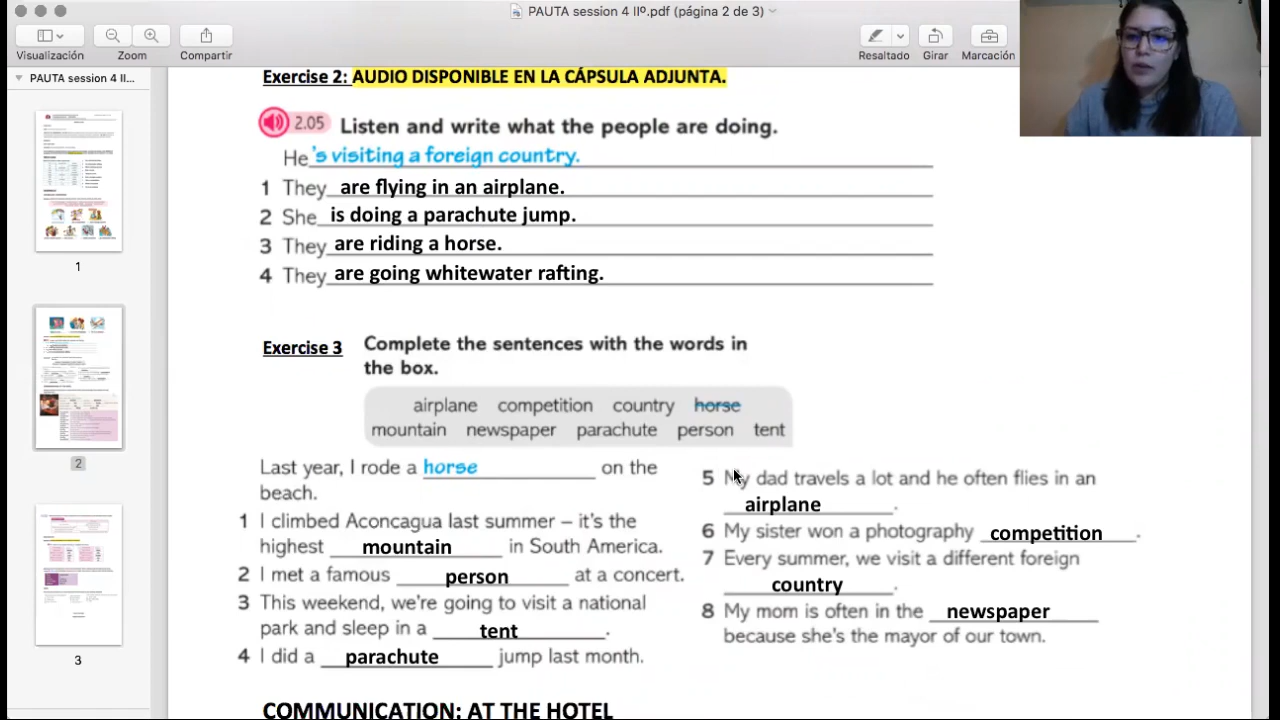 PAUTA session 4 IIº.pdf (página 2 de 3)
Visualización
Zoom
Compartir
Resaltado
Girar
Marcación
PAUTA session 4 II...
1
2
3
Exercise 2: AUDIO DISPONIBLE EN LA CÁPSULA ADJUNTA.
2.05 Listen and write what the people are doing.
He's visiting a foreign country.
1 They are flying in an airplane.
2 She is doing a parachute jump.
3 They are riding a horse.
4 They are going whitewater rafting.
Exercise 3 Complete the sentences with the words in
the box.
airplane competition country horse
mountain newspaper parachute person tent
Last year, I rode a horse on the
beach.
1 I climbed Aconcagua last summer – it's the
highest mountain in South America.
2 I met a famous person at a concert.
3 This weekend, we're going to visit a national
park and sleep in a tent.
4 I did a parachute jump last month.
5 My dad travels a lot and he often flies in an
airplane.
6 My sister won a photography competition.
7 Every summer, we visit a different foreign
country.
8 My mom is often in the newspaper
because she's the mayor of our town.
COMMUNICATION: AT THE HOTEL